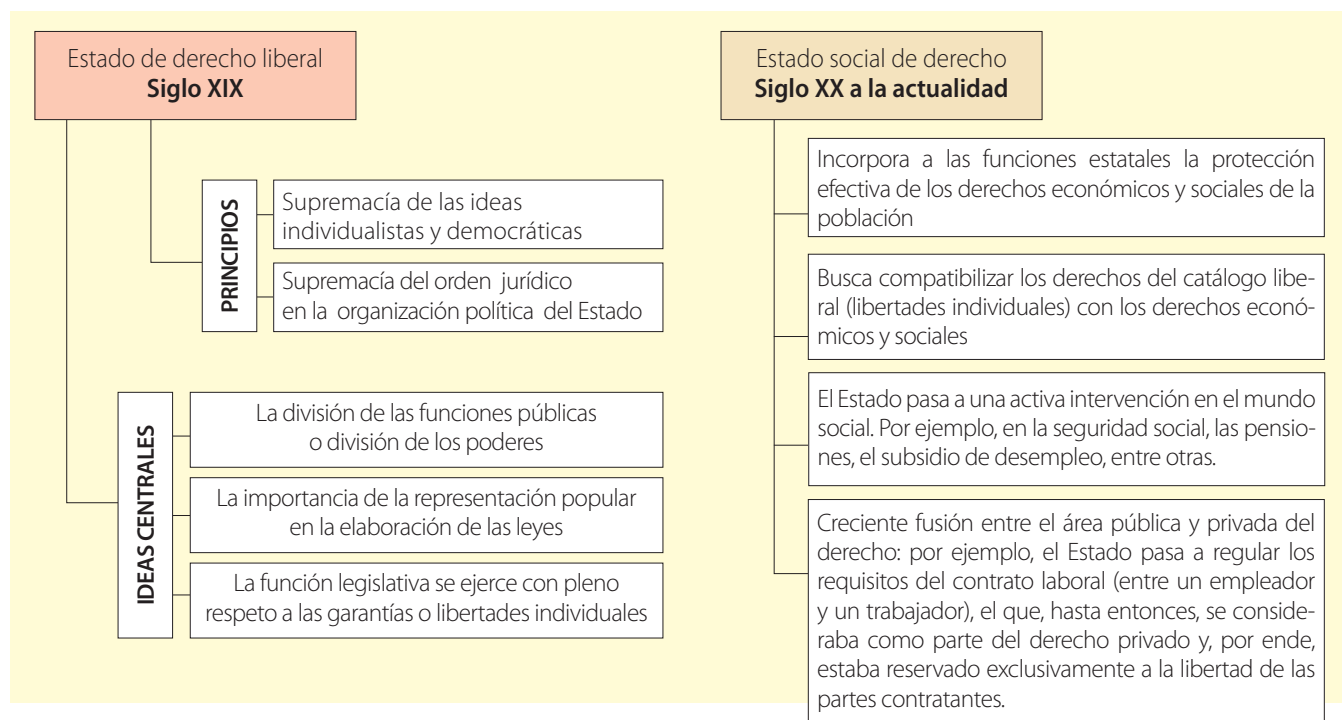 Estado de derecho liberal
Siglo XIX
PRINCIPIOS
Supremacía de las ideas
individualistas y democráticas
Supremacía del orden jurídico
en la organización política del Estado
IDEAS CENTRALES
La división de las funciones públicas
o división de los poderes
La importancia de la representación popular
en la elaboración de las leyes
La función legislativa se ejerce con pleno
respeto a las garantías o libertades individuales
Estado social de derecho
Siglo XX a la actualidad
Incorpora a las funciones estatales la protección
efectiva de los derechos económicos y sociales de la
población
Busca compatibilizar los derechos del catálogo libe-
ral (libertades individuales) con los derechos econó-
micos y sociales
El Estado pasa a una activa intervención en el mundo
social. Por ejemplo, en la seguridad social, las pensio-
nes, el subsidio de desempleo, entre otras.
Creciente fusión entre el área pública y privada del
derecho: por ejemplo, el Estado pasa a regular los
requisitos del contrato laboral (entre un empleador
y un trabajador), el que, hasta entonces, se conside-
raba como parte del derecho privado y, por ende,
estaba reservado exclusivamente a la libertad de las
partes contratantes.